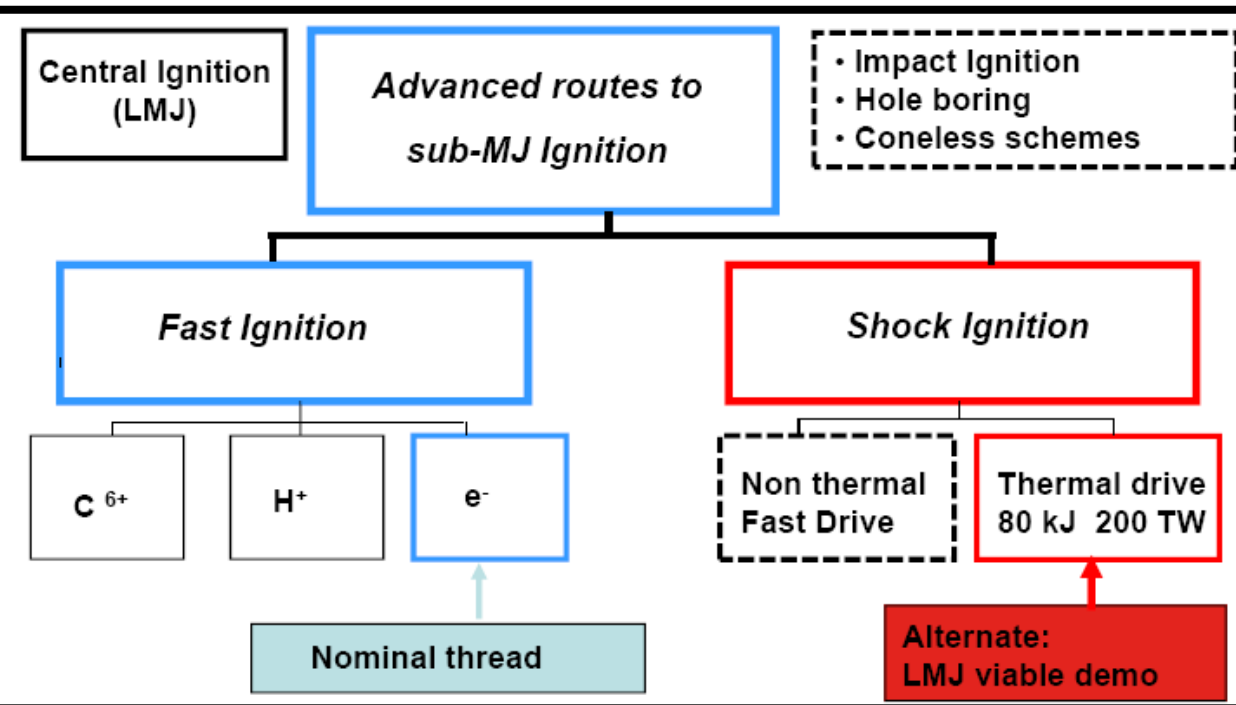 Central Ignition
(LMJ)
Advanced routes to
sub-MJ Ignition
• Impact Ignition
• Hole boring
• Coneless schemes
Fast Ignition
Shock Ignition
C 6+
H+
e-
Non thermal
Fast Drive
Thermal drive
80 kJ 200 TW
Nominal thread
Alternate:
LMJ viable demo